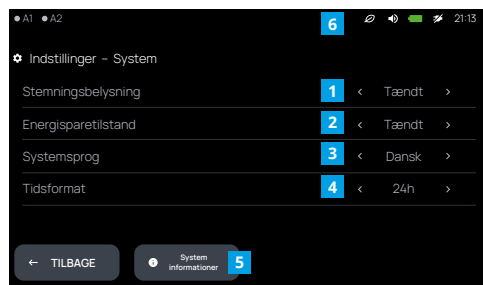 A1 A2 6 21:13
Indstillinger – System
Stemningsbelysning 1 < Tændt >
Energisparetilstand 2 < Tændt >
Systemsprog 3 < Dansk >
Tidsformat 4 < 24h >
← TILBAGE System informationer 5